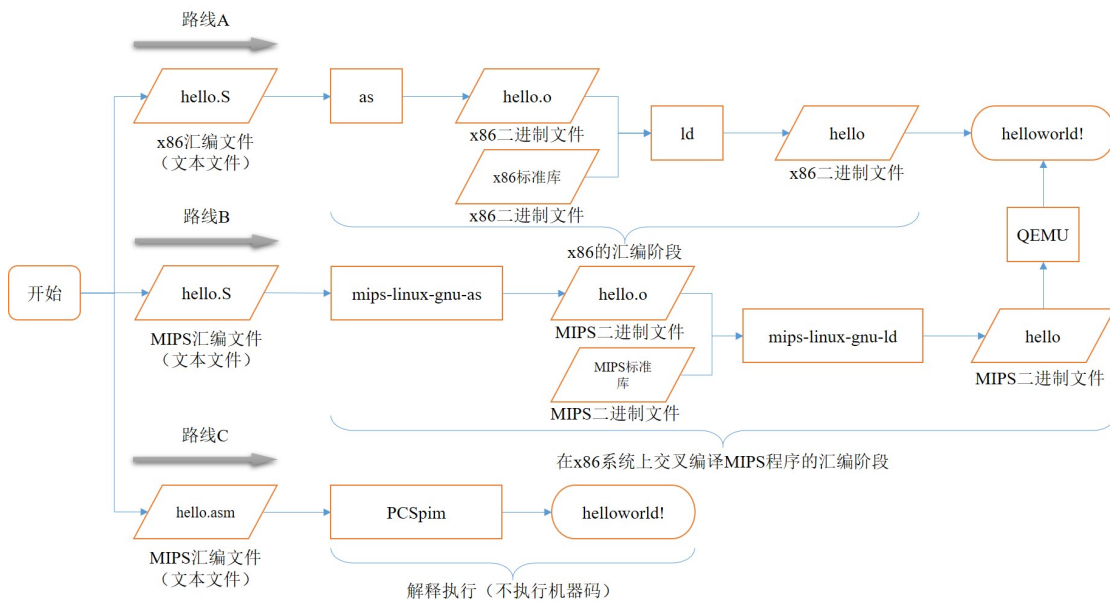 路线A
hello.S
as
hello.o
ld
hello
helloworld!
x86汇编文件
（文本文件）
x86二进制文件
x86标准库
x86二进制文件
x86二进制文件
x86的汇编阶段
QEMU
路线B
开始
hello.S
mips-linux-gnu-as
hello.o
mips-linux-gnu-ld
hello
MIPS汇编文件
（文本文件）
MIPS二进制文件
MIPS标准
库
MIPS二进制文件
MIPS二进制文件
在x86系统上交叉编译MIPS程序的汇编阶段
路线C
hello.asm
PCSpim
helloworld!
MIPS汇编文件
（文本文件）
解释执行（不执行机器码）